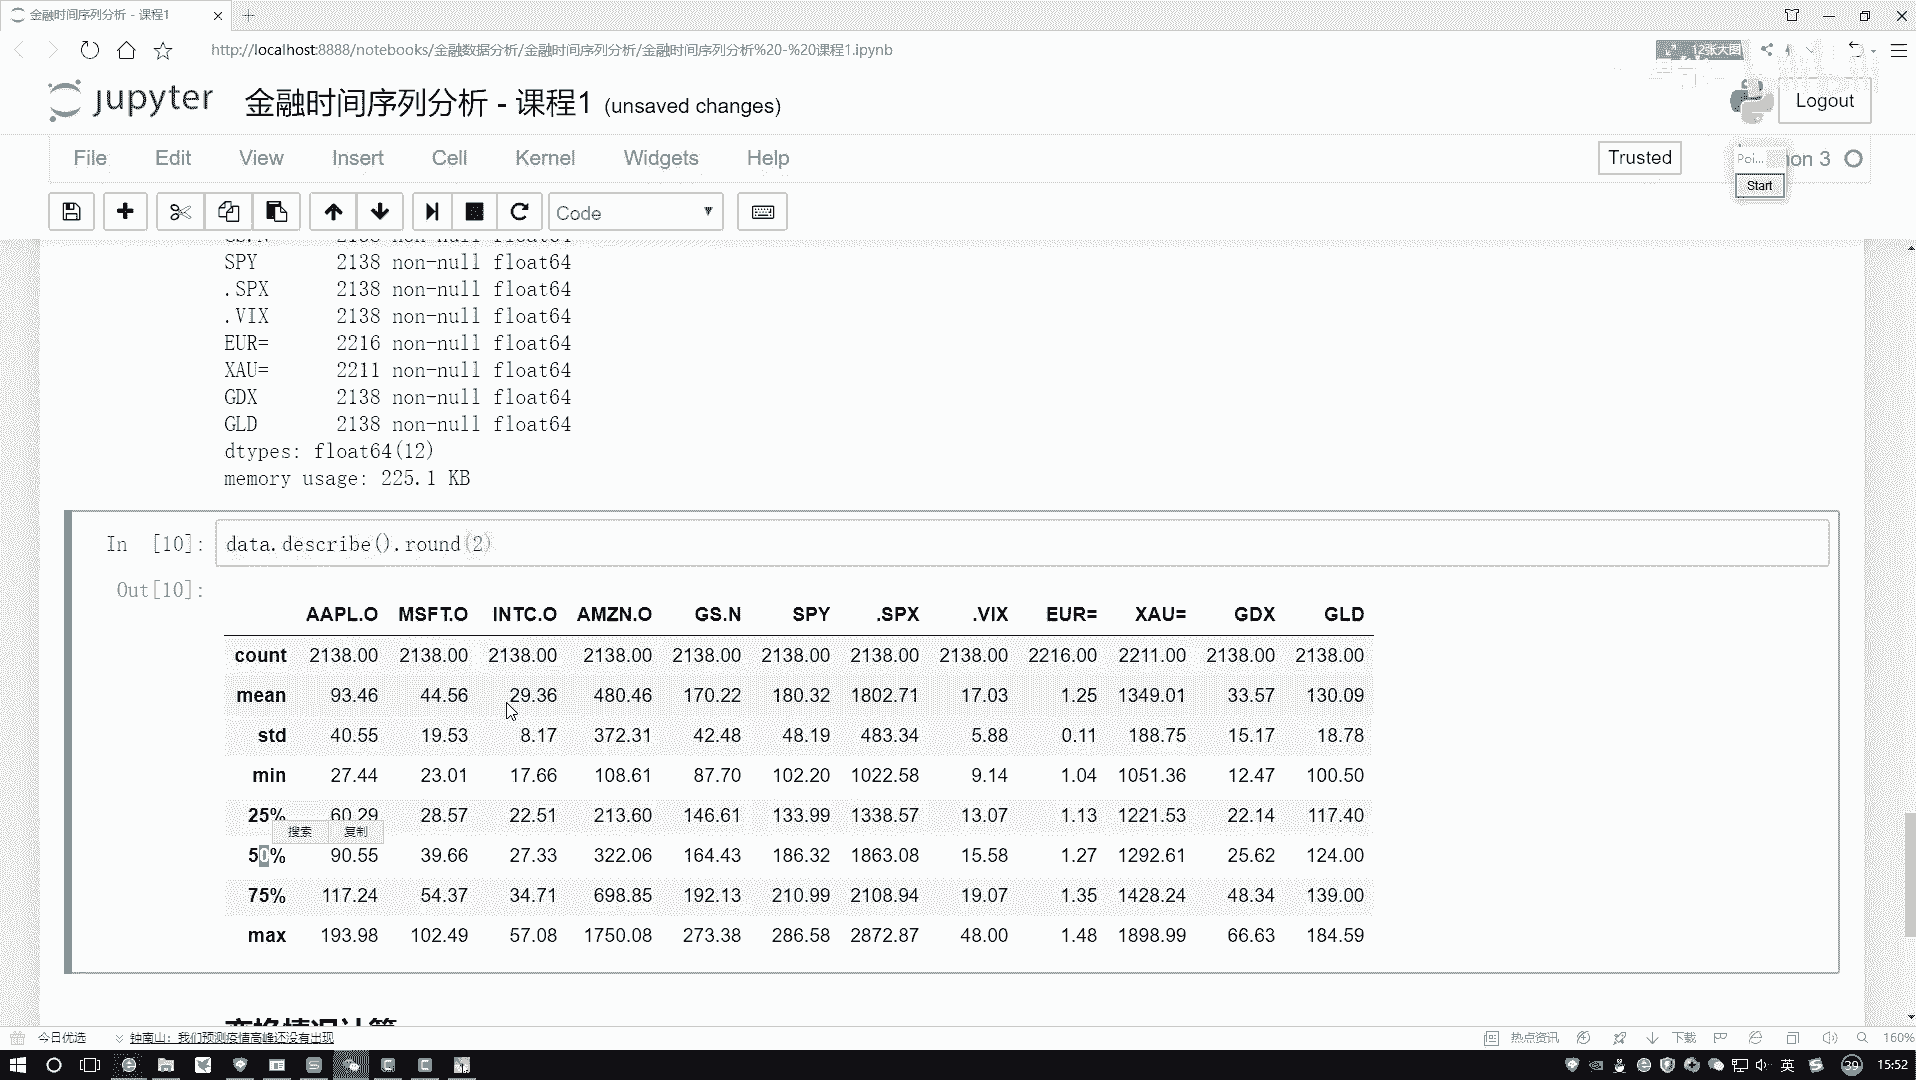 金融时间序列分析 - 课程1
http://localhost:8888/notebooks/金融数据分析/金融时间序列分析/金融时间序列分析%20-%20课程1.ipynb
12张大图
jupyter 金融时间序列分析 - 课程1 (unsaved changes)
Logout
File Edit View Insert Cell Kernel Widgets Help
Trusted
Poi...
on 3
Start
Code
SPY 2138 non-null float64
.SPX 2138 non-null float64
.VIX 2138 non-null float64
EUR= 2216 non-null float64
XAU= 2211 non-null float64
GDX 2138 non-null float64
GLD 2138 non-null float64
dtypes: float64(12)
memory usage: 225.1 KB
In [10]: data.describe().round(2)
Out[10]:
AAPL.O MSFT.O INTC.O AMZN.O GS.N SPY .SPX .VIX EUR= XAU= GDX GLD
count 2138.00 2138.00 2138.00 2138.00 2138.00 2138.00 2138.00 2138.00 2216.00 2211.00 2138.00 2138.00
mean 93.46 44.56 29.36 480.46 170.22 180.32 1802.71 17.03 1.25 1349.01 33.57 130.09
std 40.55 19.53 8.17 372.31 42.48 48.19 483.34 5.88 0.11 188.75 15.17 18.78
min 27.44 23.01 17.66 108.61 87.70 102.20 1022.58 9.14 1.04 1051.36 12.47 100.50
25% 60.29 28.57 22.51 213.60 146.61 133.99 1338.57 13.07 1.13 1221.53 22.14 117.40
搜索 复制
50% 90.55 39.66 27.33 322.06 164.43 186.32 1863.08 15.58 1.27 1292.61 25.62 124.00
75% 117.24 54.37 34.71 698.85 192.13 210.99 2108.94 19.07 1.35 1428.24 48.34 139.00
max 193.98 102.49 57.08 1750.08 273.38 286.58 2872.87 48.00 1.48 1898.99 66.63 184.59
今日优选
钟南山：我们预测疫情高峰还没有出现
热点资讯
下载
160%
英
39
15:52